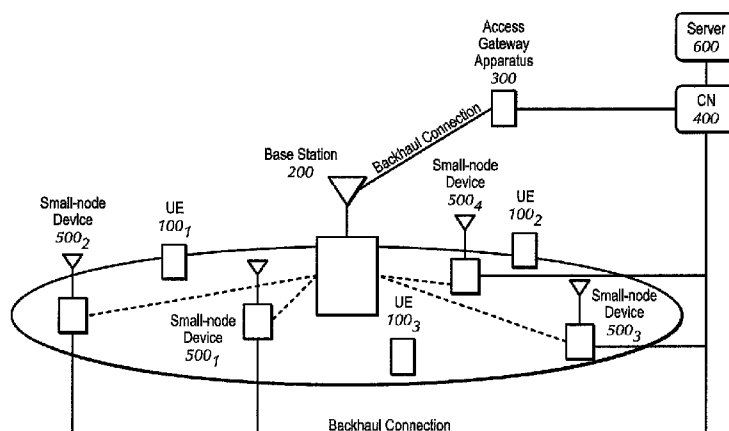 Access
Gateway
Apparatus
300
Server
600
CN
400
Backhaul Connection
Base Station
200
Small-node
Device
500₄
UE
100₂
Small-node
Device
500₂
UE
100₁
Small-node
Device
500₁
UE
100₃
Small-node
Device
500₃
Backhaul Connection